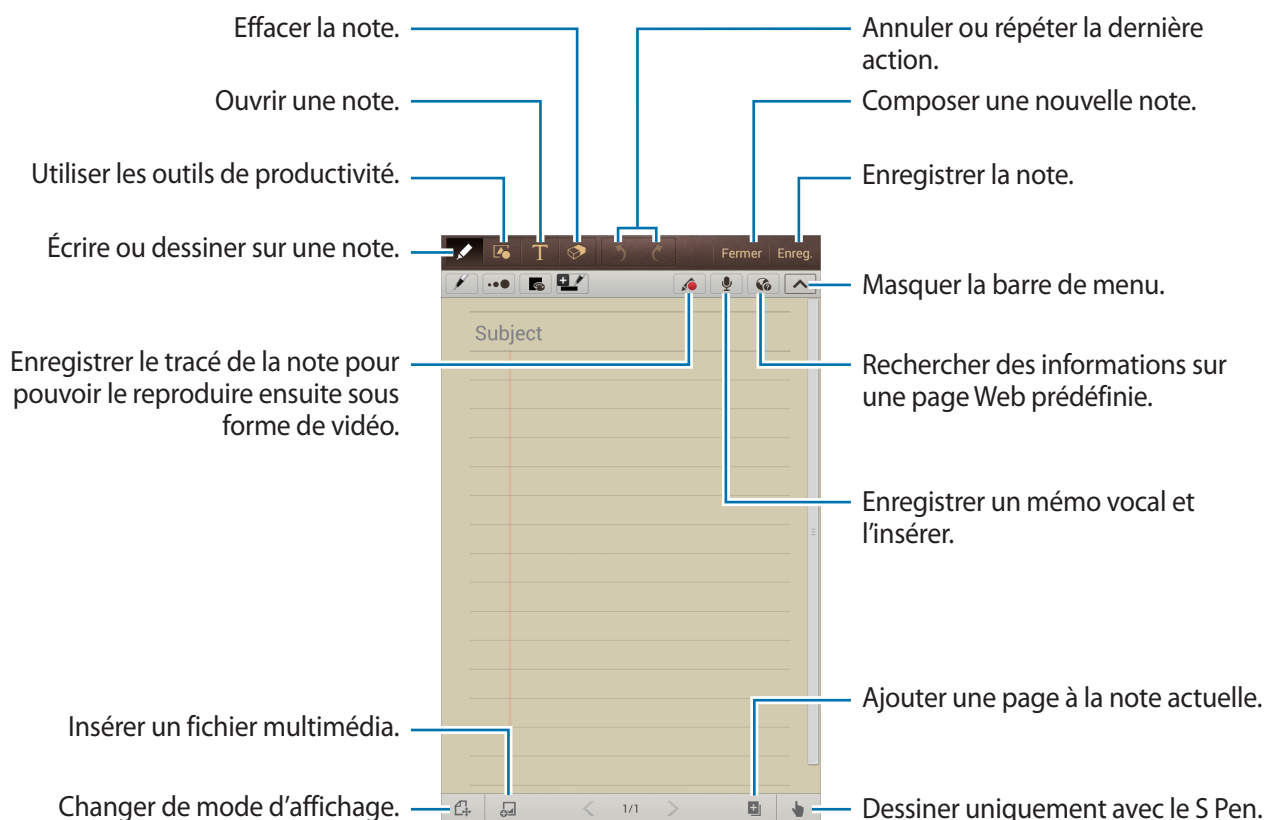 Effacer la note.
Ouvrir une note.
Utiliser les outils de productivité.
Écrire ou dessiner sur une note.
Enregistrer le tracé de la note pour
pouvoir le reproduire ensuite sous
forme de vidéo.
Insérer un fichier multimédia.
Changer de mode d'affichage.
T
Fermer
Enreg.
Subject
1/1
Annuler ou répéter la dernière
action.
Composer une nouvelle note.
Enregistrer la note.
Masquer la barre de menu.
Rechercher des informations sur
une page Web prédéfinie.
Enregistrer un mémo vocal et
l'insérer.
Ajouter une page à la note actuelle.
Dessiner uniquement avec le S Pen.